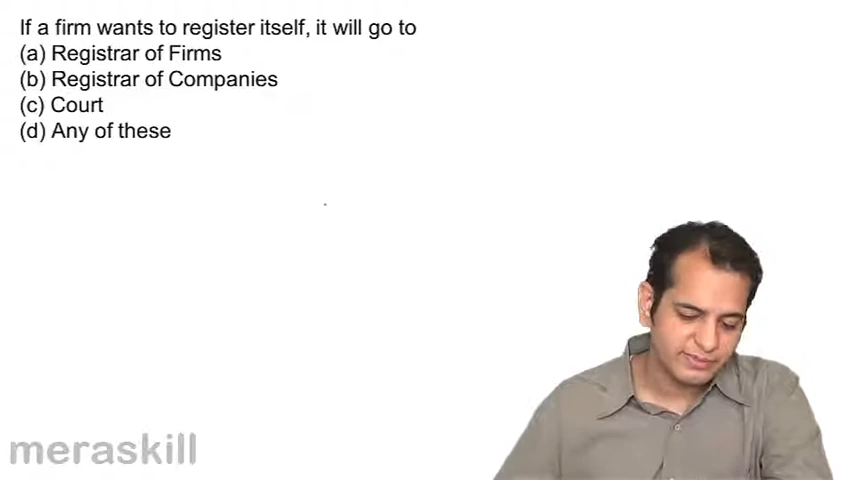 If a firm wants to register itself, it will go to
(a) Registrar of Firms
(b) Registrar of Companies
(c) Court
(d) Any of these
meraskill